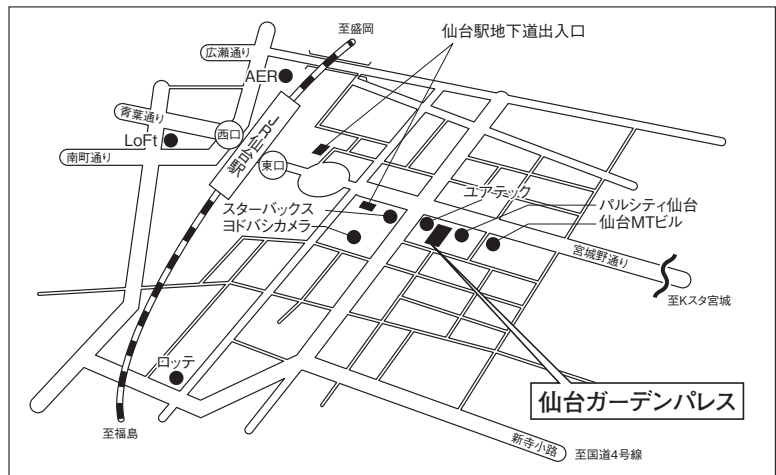 至盛岡
仙台駅地下道出入口
広瀬通り
AER
青葉通り
LoFt
西口
南町通り
JR仙台駅
東口
ユアテック
パルシティ仙台
仙台MTビル
スターバックス
ヨドバシカメラ
宮城野通り
至Kスタ宮城
ロッテ
仙台ガーデンパレス
至福島
新寺小路
至国道4号線